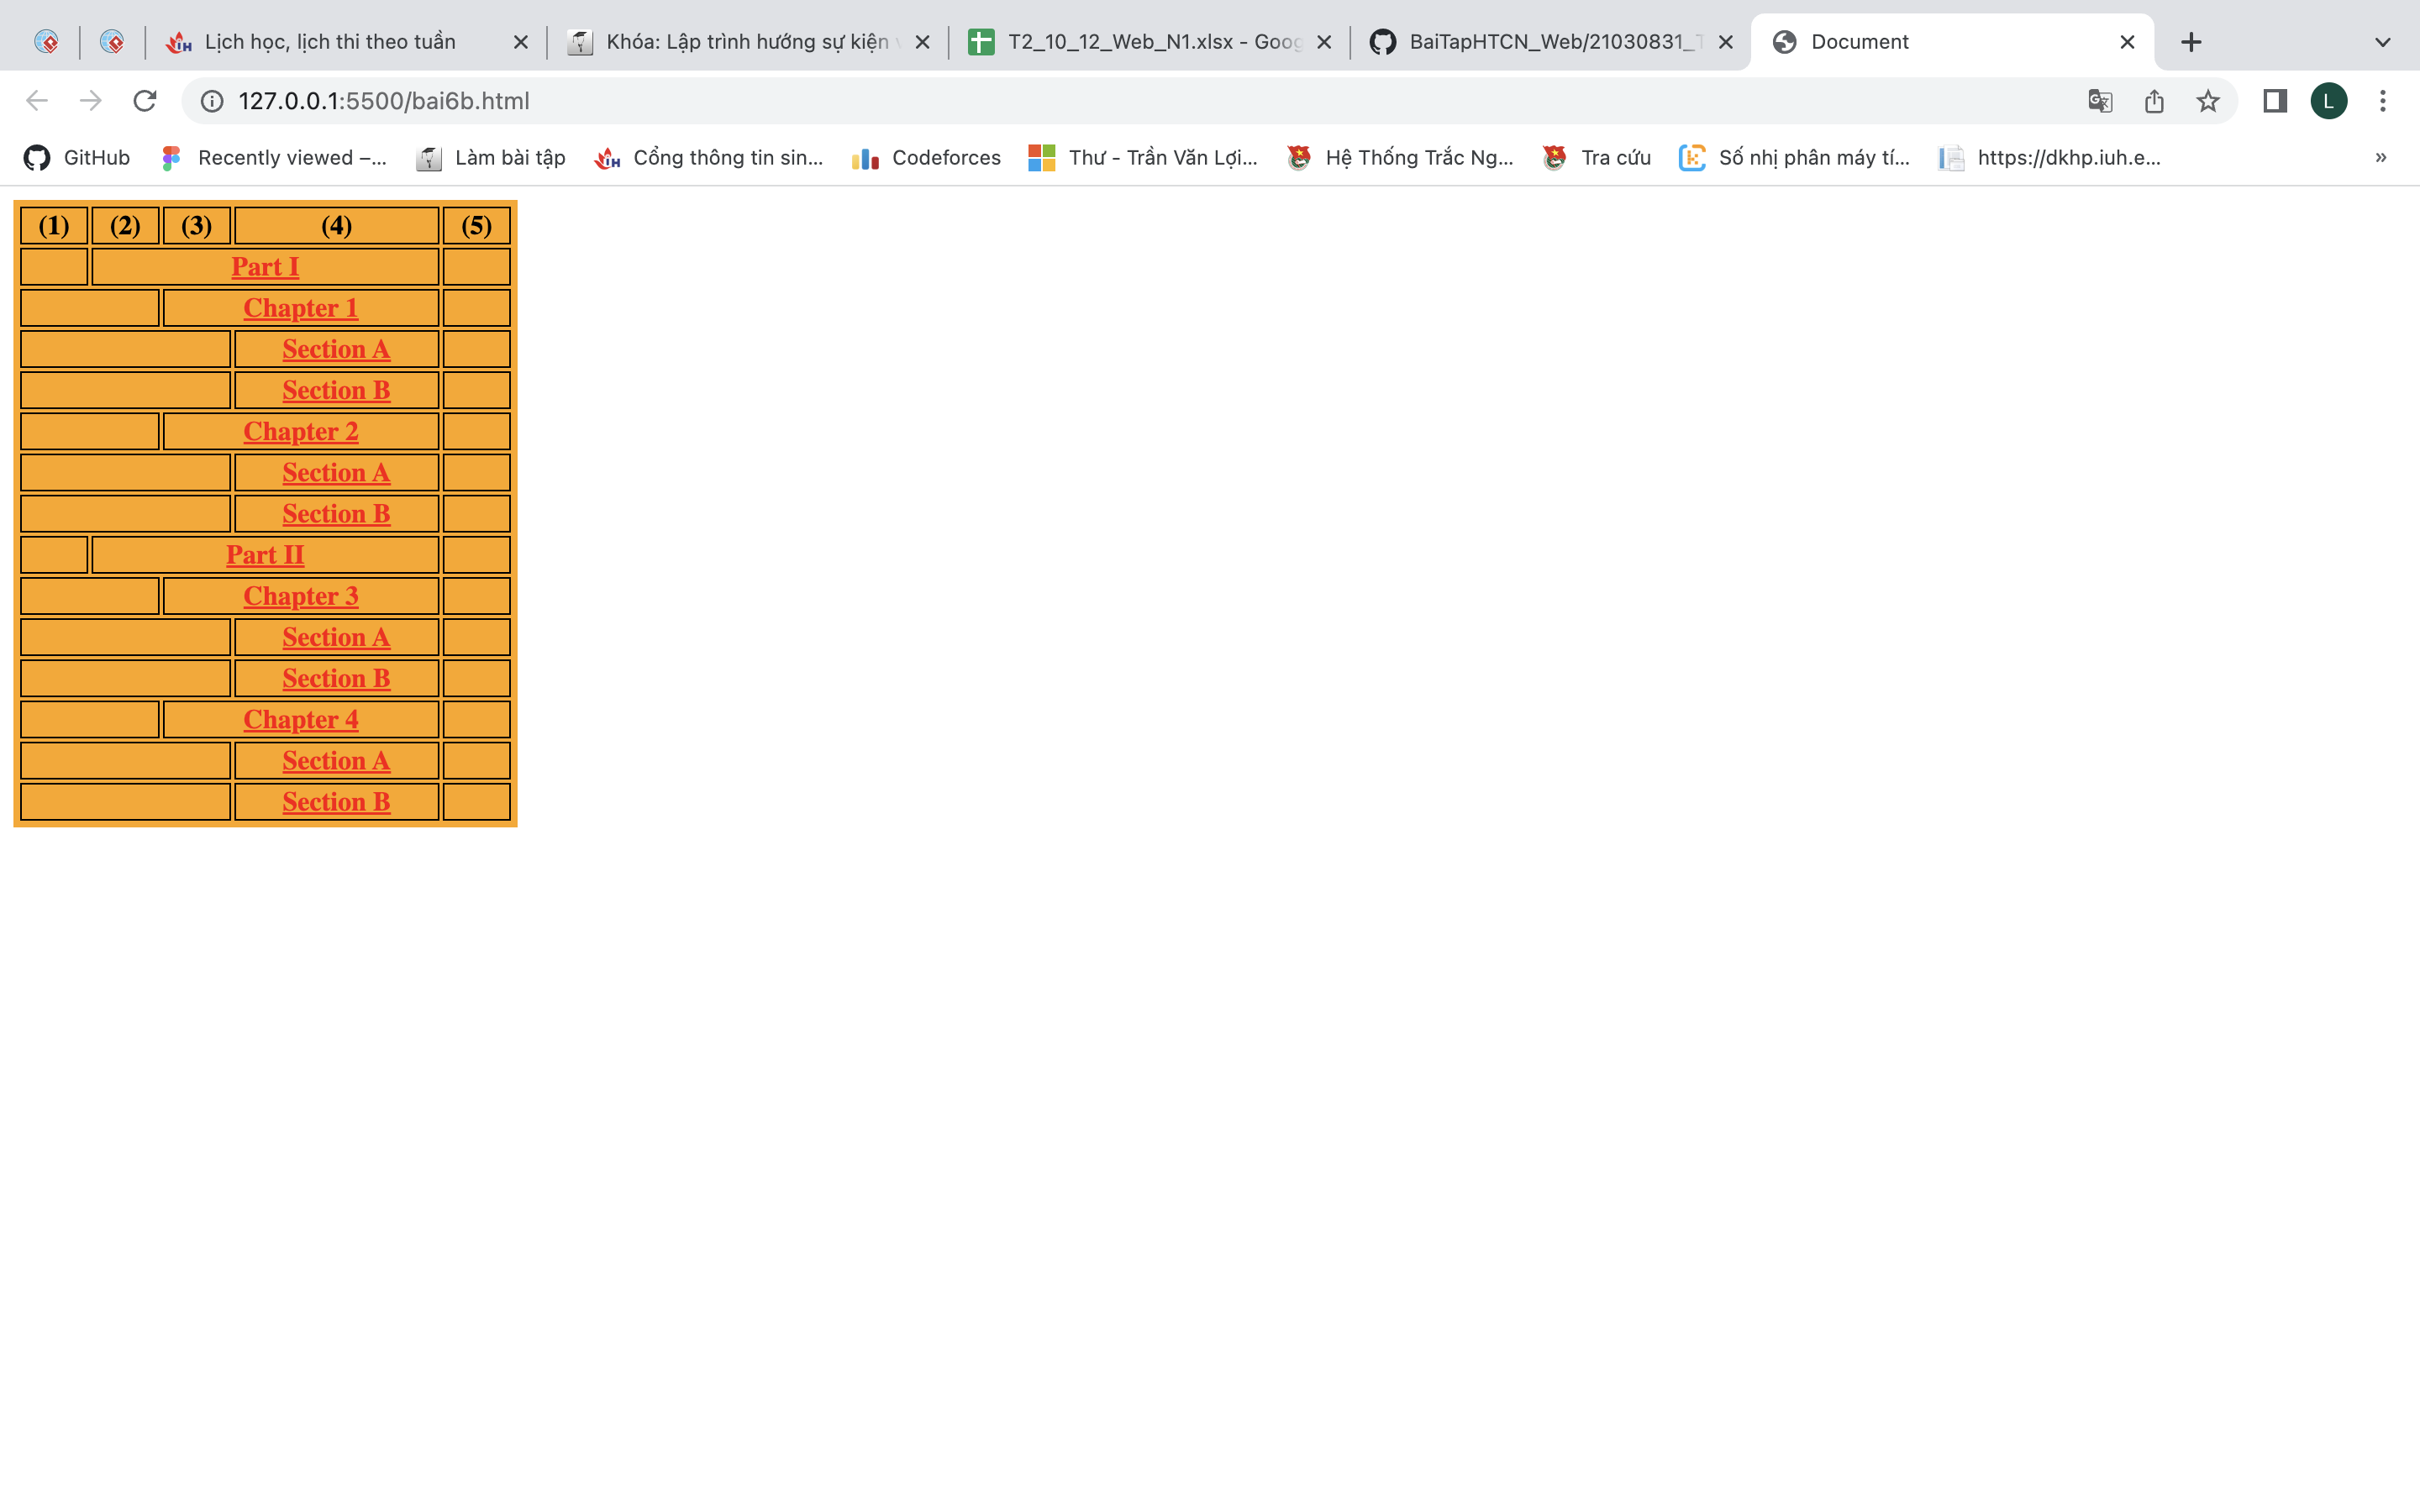 Lịch học, lịch thi theo tuần
Khóa: Lập trình hướng sự kiện
T2_10_12_Web_N1.xlsx - Goog
BaiTapHTCN_Web/21030831_T
Document
127.0.0.1:5500/bai6b.html
L
GitHub
Recently viewed –...
Làm bài tập
Cổng thông tin sin...
Codeforces
Thư - Trần Văn Lợi...
Hệ Thống Trắc Ng...
Tra cứu
Số nhị phân máy tí...
https://dkhp.iuh.e...
»
(1) (2) (3) (4) (5)
Part I
Chapter 1
Section A
Section B
Chapter 2
Section A
Section B
Part II
Chapter 3
Section A
Section B
Chapter 4
Section A
Section B